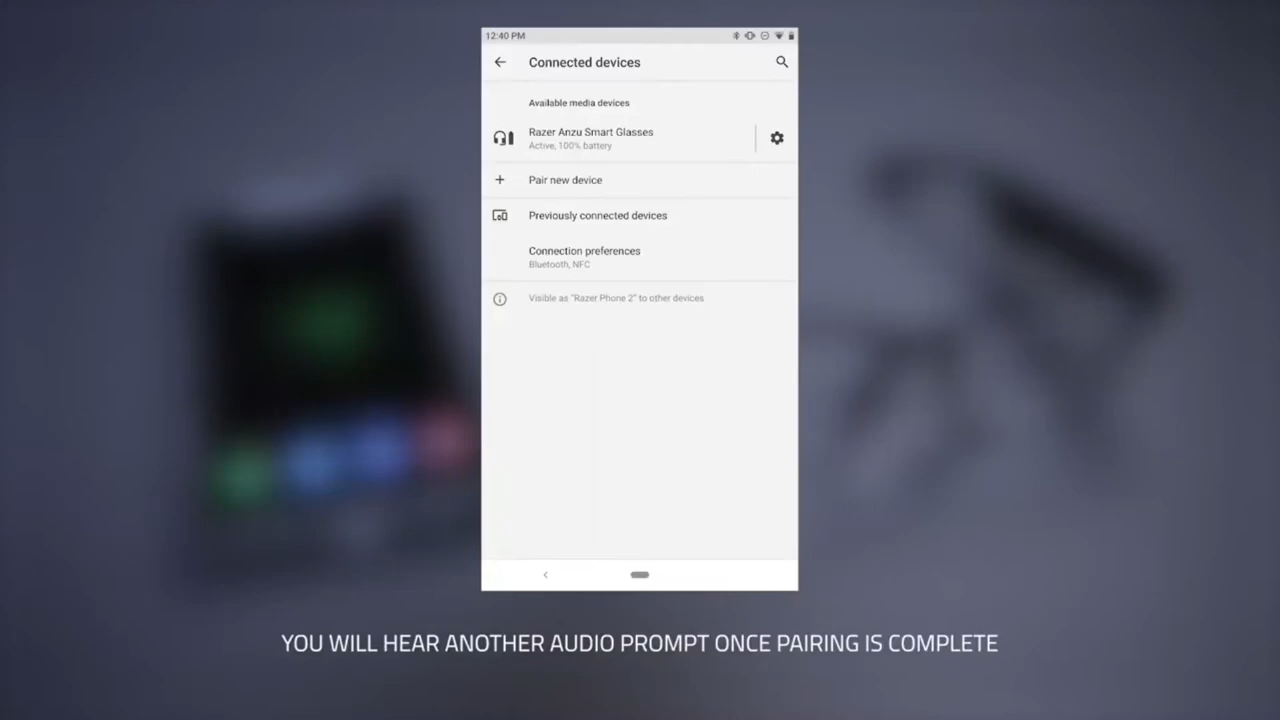 12:40 PM
Connected devices
Available media devices
Razer Anzu Smart Glasses
Active, 100% battery
Pair new device
Previously connected devices
Connection preferences
Bluetooth, NFC
Visible as "Razer Phone 2" to other devices
YOU WILL HEAR ANOTHER AUDIO PROMPT ONCE PAIRING IS COMPLETE